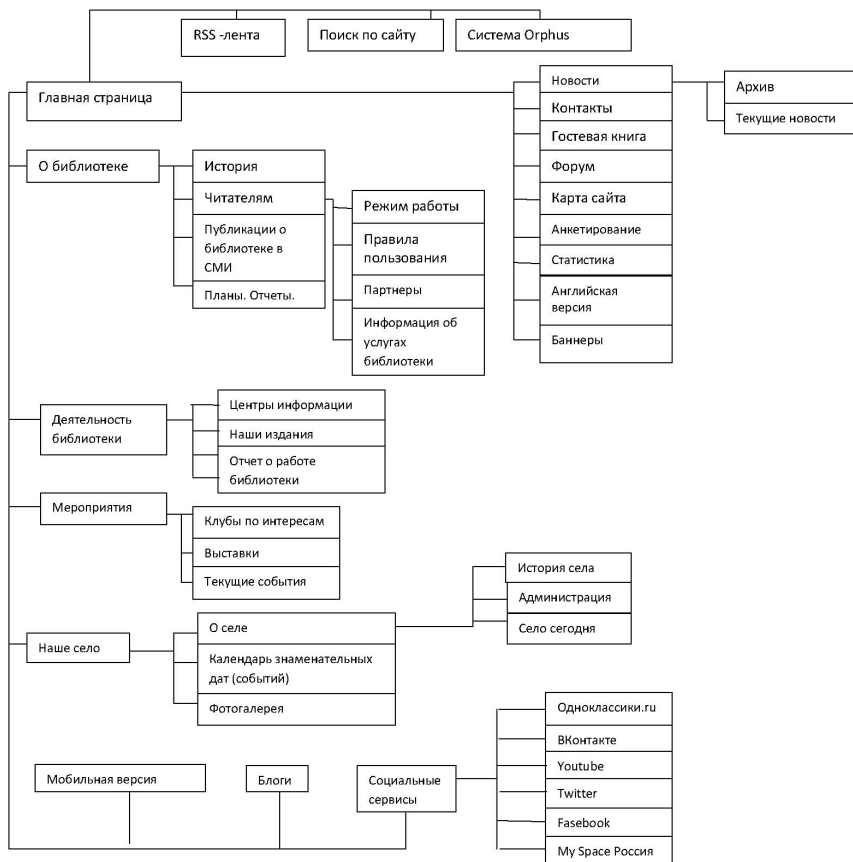 RSS -лента
Поиск по сайту
Система Orphus
Главная страница
Новости
Контакты
Гостевая книга
Форум
Карта сайта
Анкетирование
Статистика
Английская
версия
Баннеры
Архив
Текущие новости
О библиотеке
История
Читателям
Публикации о
библиотеке в
СМИ
Планы. Отчеты.
Режим работы
Правила
пользования
Партнеры
Информация об
услугах
библиотеки
Деятельность
библиотеки
Центры информации
Наши издания
Отчет о работе
библиотеки
Мероприятия
Клубы по интересам
Выставки
Текущие события
Наше село
О селе
Календарь знаменательных
дат (событий)
Фотогалерея
История села
Администрация
Село сегодня
Мобильная версия
Блоги
Социальные
сервисы
Одноклассики.ru
ВКонтакте
Youtube
Twitter
Fasebook
My Space Россия